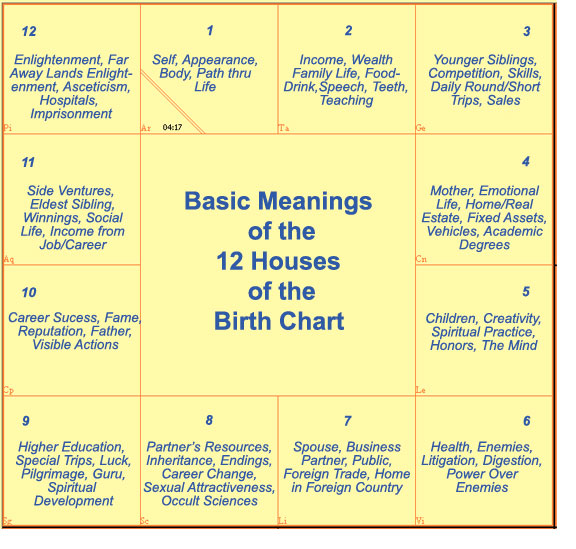 12
Enlightenment, Far
Away Lands Enlight-
enment, Asceticism,
Hospitals,
Imprisonment
Pi
1
Self, Appearance,
Body, Path thru
Life
Ar
04:17
2
Income, Wealth
Family Life, Food-
Drink,Speech, Teeth,
Teaching
Ta
3
Younger Siblings,
Competition, Skills,
Daily Round/Short
Trips, Sales
Ge
11
Side Ventures,
Eldest Sibling,
Winnings, Social
Life, Income from
Job/Career
Aq
Basic Meanings
of the
12 Houses
of the
Birth Chart
4
Mother, Emotional
Life, Home/Real
Estate, Fixed Assets,
Vehicles, Academic
Degrees
Cn
10
Career Sucess, Fame,
Reputation, Father,
Visible Actions
Cp
5
Children, Creativity,
Spiritual Practice,
Honors, The Mind
Le
9
Higher Education,
Special Trips, Luck,
Pilgrimage, Guru,
Spiritual
Development
Sg
8
Partner's Resources,
Inheritance, Endings,
Career Change,
Sexual Attractiveness,
Occult Sciences
Sc
7
Spouse, Business
Partner, Public,
Foreign Trade, Home
in Foreign Country
Li
6
Health, Enemies,
Litigation, Digestion,
Power Over
Enemies
Vi